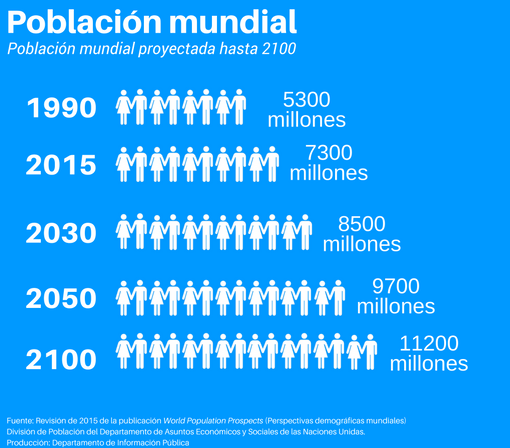 Población mundial
Población mundial proyectada hasta 2100
1990
5300
millones
2015
7300
millones
2030
8500
millones
2050
9700
millones
2100
11200
millones
Fuente: Revisión de 2015 de la publicación World Population Prospects (Perspectivas demográficas mundiales)
División de Población del Departamento de Asuntos Económicos y Sociales de las Naciones Unidas.
Producción: Departamento de Información Pública